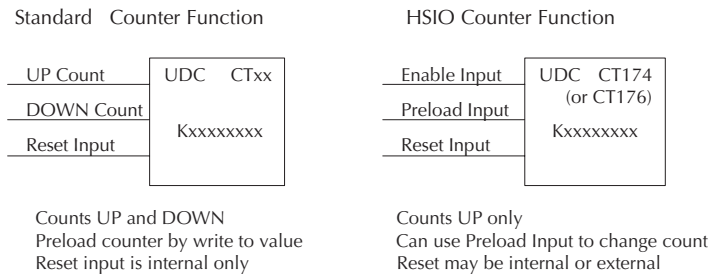 Standard Counter Function
UP Count
DOWN Count
Reset Input
UDC CTxx
Kxxxxxxxx
Counts UP and DOWN
Preload counter by write to value
Reset input is internal only
HSIO Counter Function
Enable Input
Preload Input
Reset Input
UDC CT174
(or CT176)
Kxxxxxxxx
Counts UP only
Can use Preload Input to change count
Reset may be internal or external